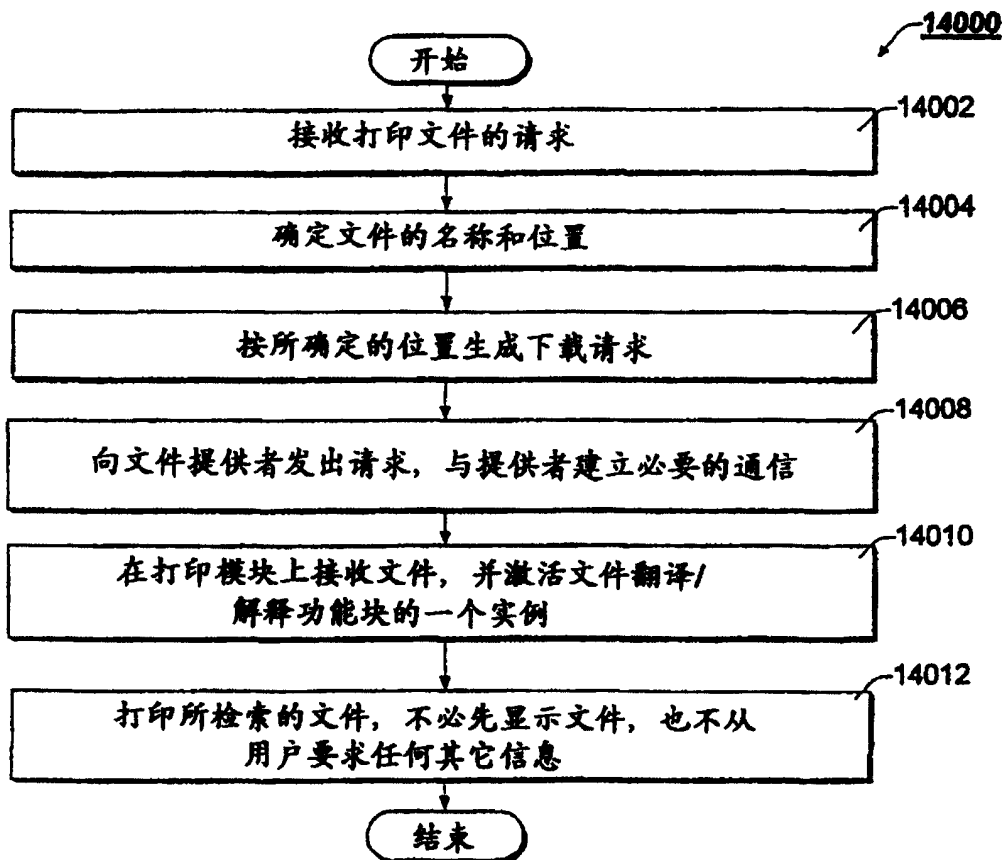 14000
开始
14002
接收打印文件的请求
14004
确定文件的名称和位置
14006
按所确定的位置生成下载请求
14008
向文件提供者发出请求，与提供者建立必要的通信
14010
在打印模块上接收文件，并激活文件翻译/
解释功能块的一个实例
14012
打印所检索的文件，不必先显示文件，也不从
用户要求任何其它信息
结束